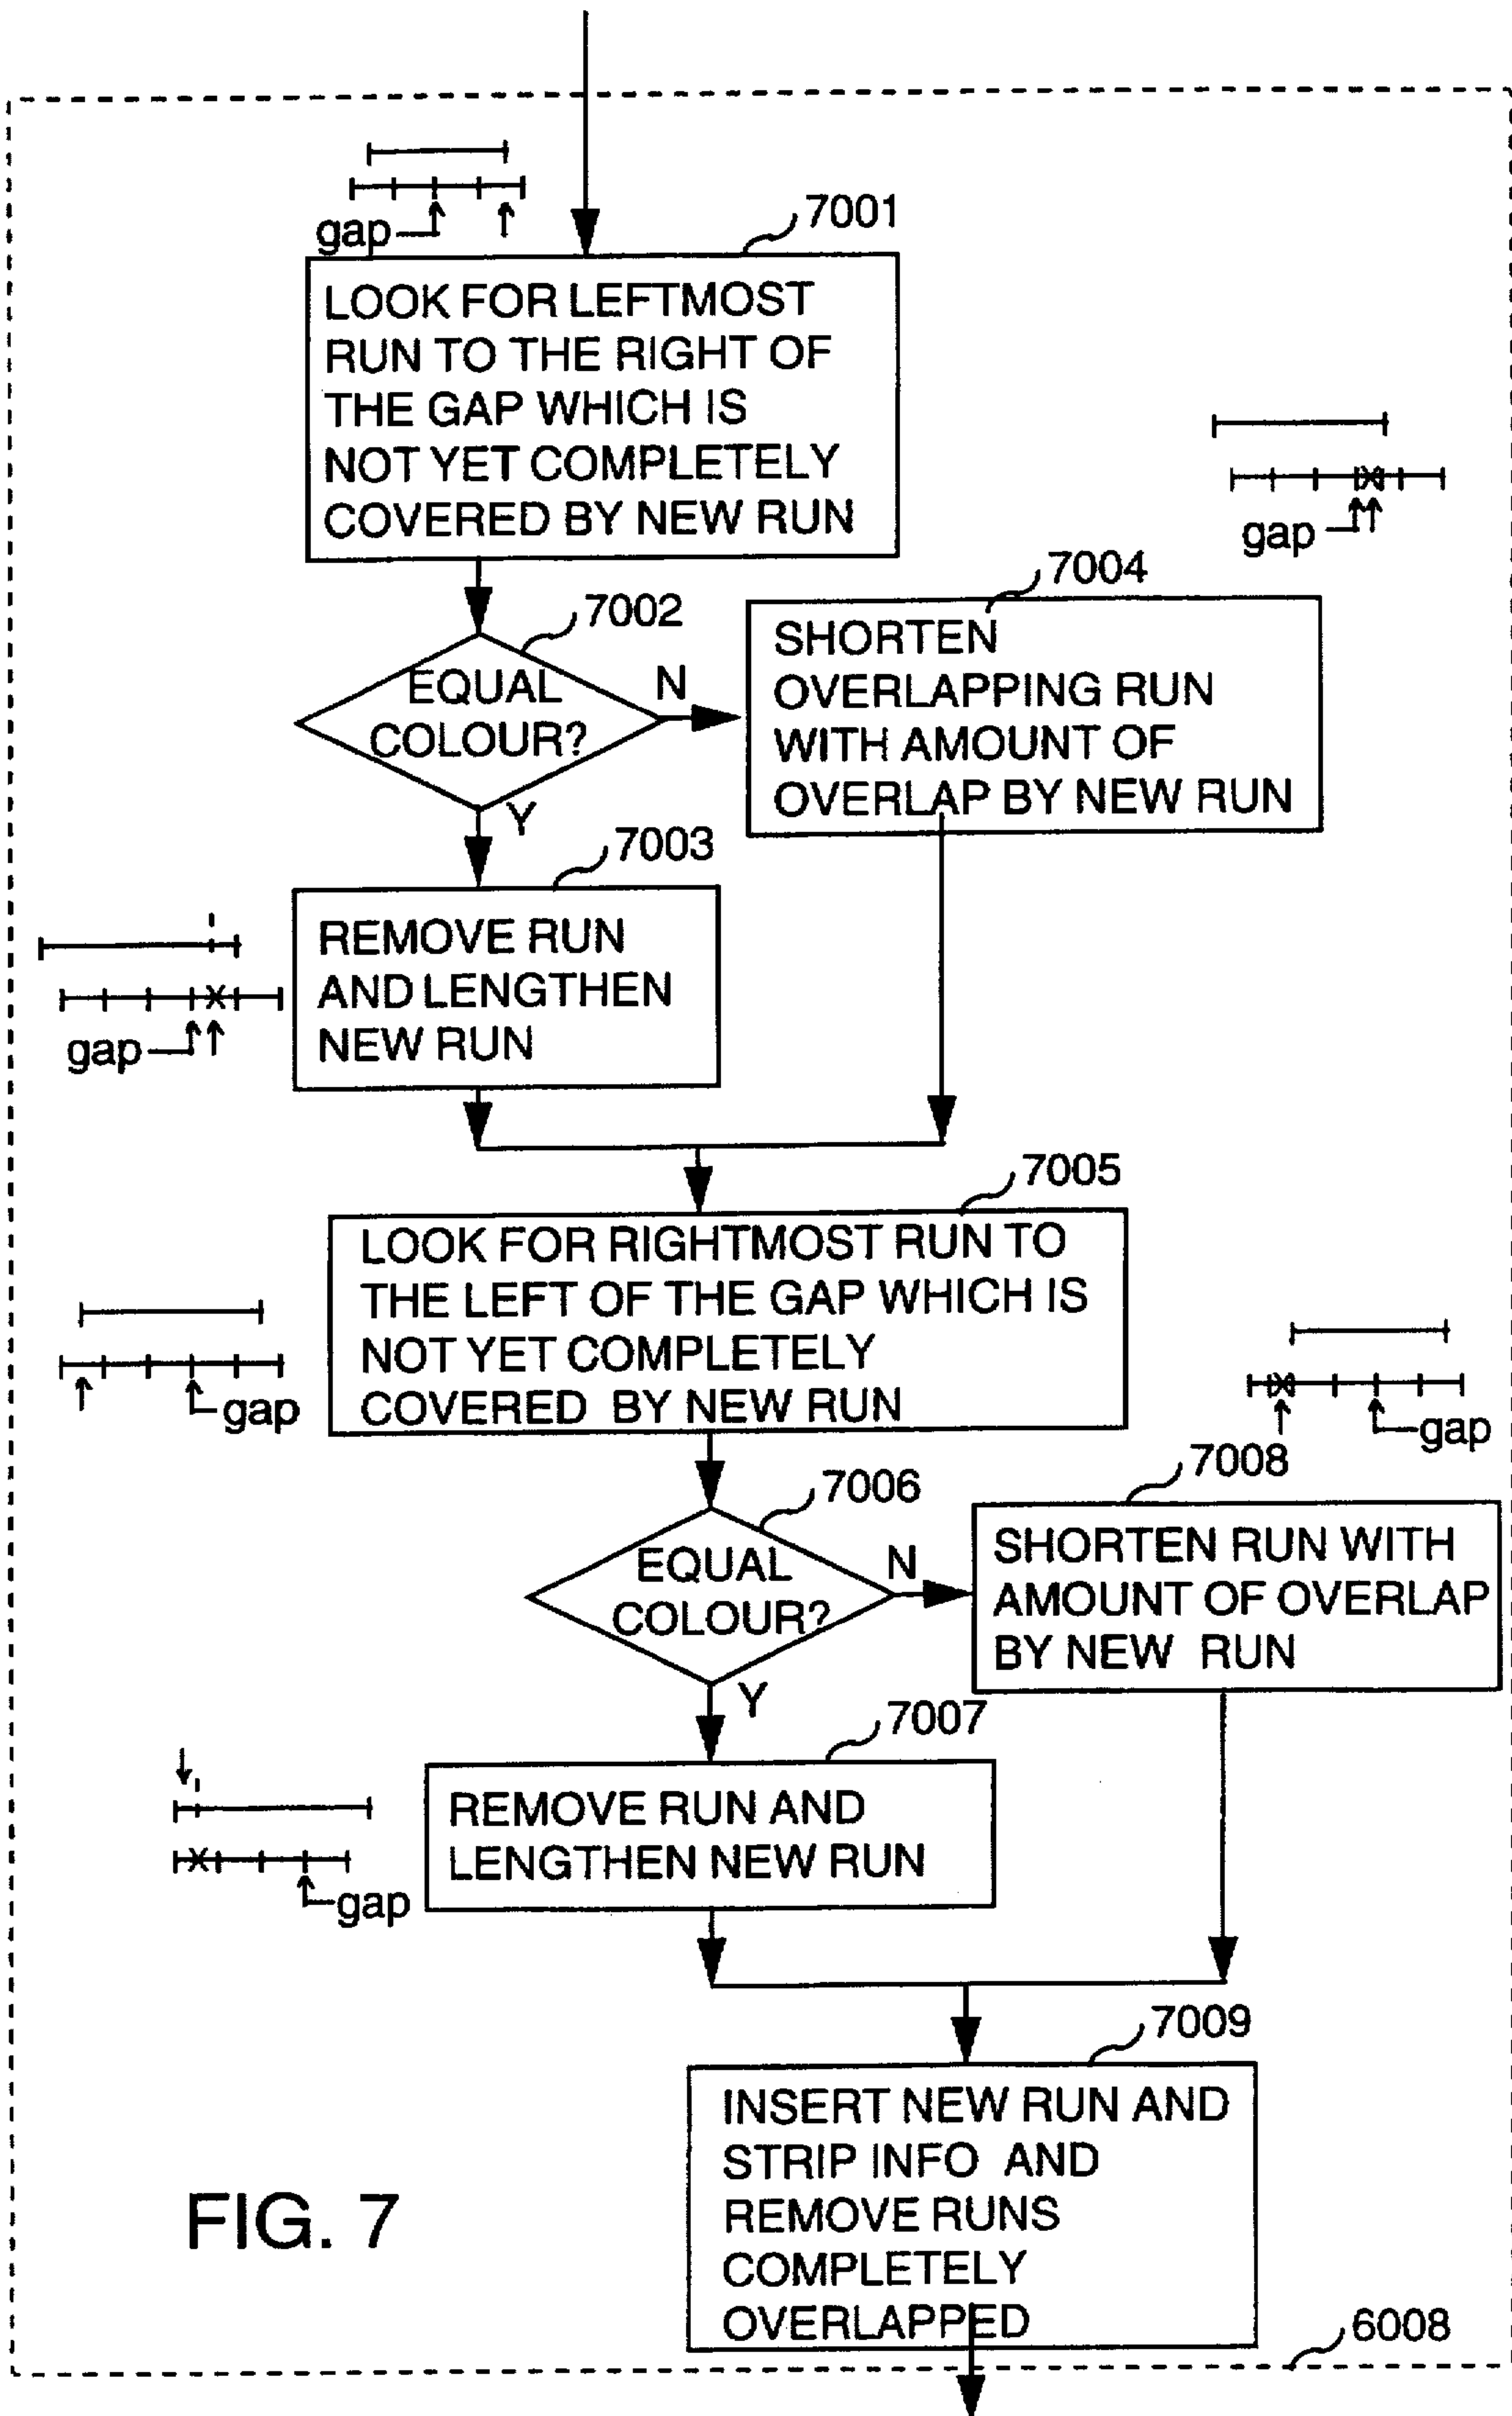 gap
7001
LOOK FOR LEFTMOST
RUN TO THE RIGHT OF
THE GAP WHICH IS
NOT YET COMPLETELY
COVERED BY NEW RUN
gap
7002
EQUAL
COLOUR?
N
Y
7004
SHORTEN
OVERLAPPING RUN
WITH AMOUNT OF
OVERLAP BY NEW RUN
7003
REMOVE RUN
AND LENGTHEN
NEW RUN
gap
7005
LOOK FOR RIGHTMOST RUN TO
THE LEFT OF THE GAP WHICH IS
NOT YET COMPLETELY
COVERED BY NEW RUN
gap
gap
7006
EQUAL
COLOUR?
N
Y
7008
SHORTEN RUN WITH
AMOUNT OF OVERLAP
BY NEW RUN
7007
REMOVE RUN AND
LENGTHEN NEW RUN
gap
7009
INSERT NEW RUN AND
STRIP INFO AND
REMOVE RUNS
COMPLETELY
OVERLAPPED
FIG. 7
6008